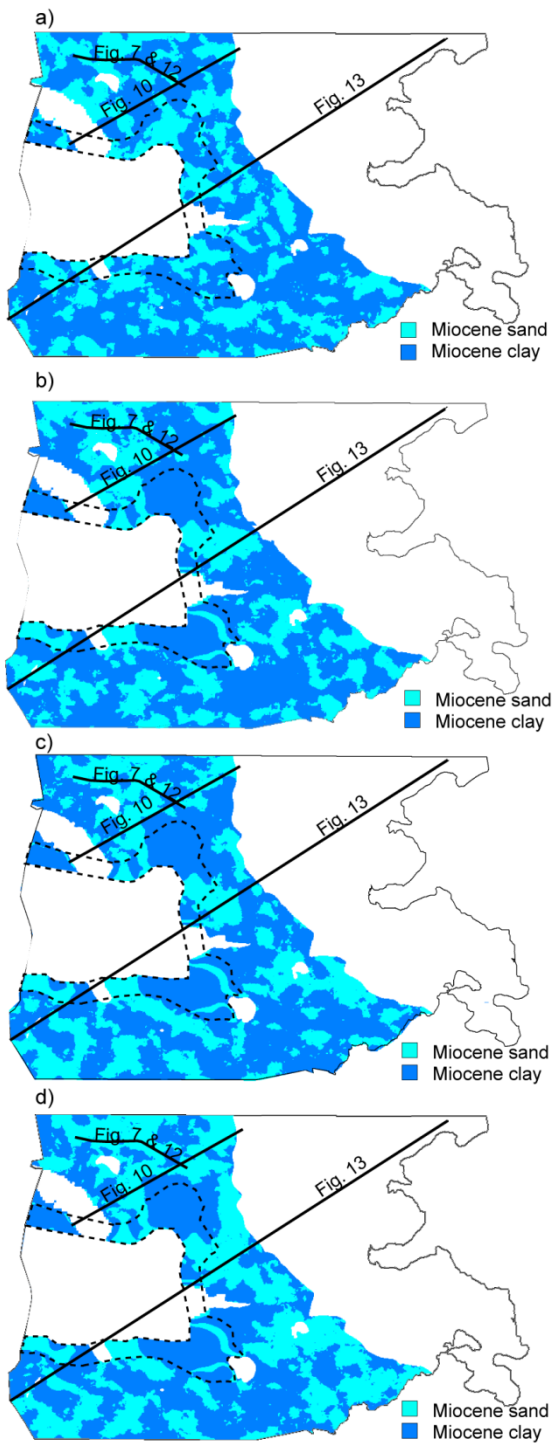 a)
Fig. 7 & 12
Fig. 10
Fig. 13
Miocene sand
Miocene clay
b)
Fig. 7 & 12
Fig. 10
Fig. 13
Miocene sand
Miocene clay
c)
Fig. 7 & 12
Fig. 10
Fig. 13
Miocene sand
Miocene clay
d)
Fig. 7 & 12
Fig. 10
Fig. 13
Miocene sand
Miocene clay